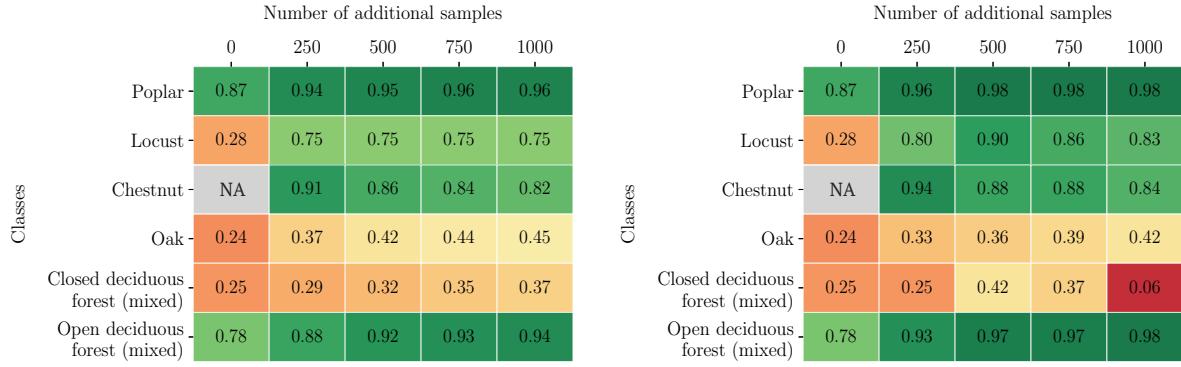 Number of additional samples
0 250 500 750 1000
Classes
Poplar 0.87 0.94 0.95 0.96 0.96
Locust 0.28 0.75 0.75 0.75 0.75
Chestnut NA 0.91 0.86 0.84 0.82
Oak 0.24 0.37 0.42 0.44 0.45
Closed deciduous
forest (mixed) 0.25 0.29 0.32 0.35 0.37
Open deciduous
forest (mixed) 0.78 0.88 0.92 0.93 0.94
Number of additional samples
0 250 500 750 1000
Classes
Poplar 0.87 0.96 0.98 0.98 0.98
Locust 0.28 0.80 0.90 0.86 0.83
Chestnut NA 0.94 0.88 0.88 0.84
Oak 0.24 0.33 0.36 0.39 0.42
Closed deciduous
forest (mixed) 0.25 0.25 0.42 0.37 0.06
Open deciduous
forest (mixed) 0.78 0.93 0.97 0.97 0.98